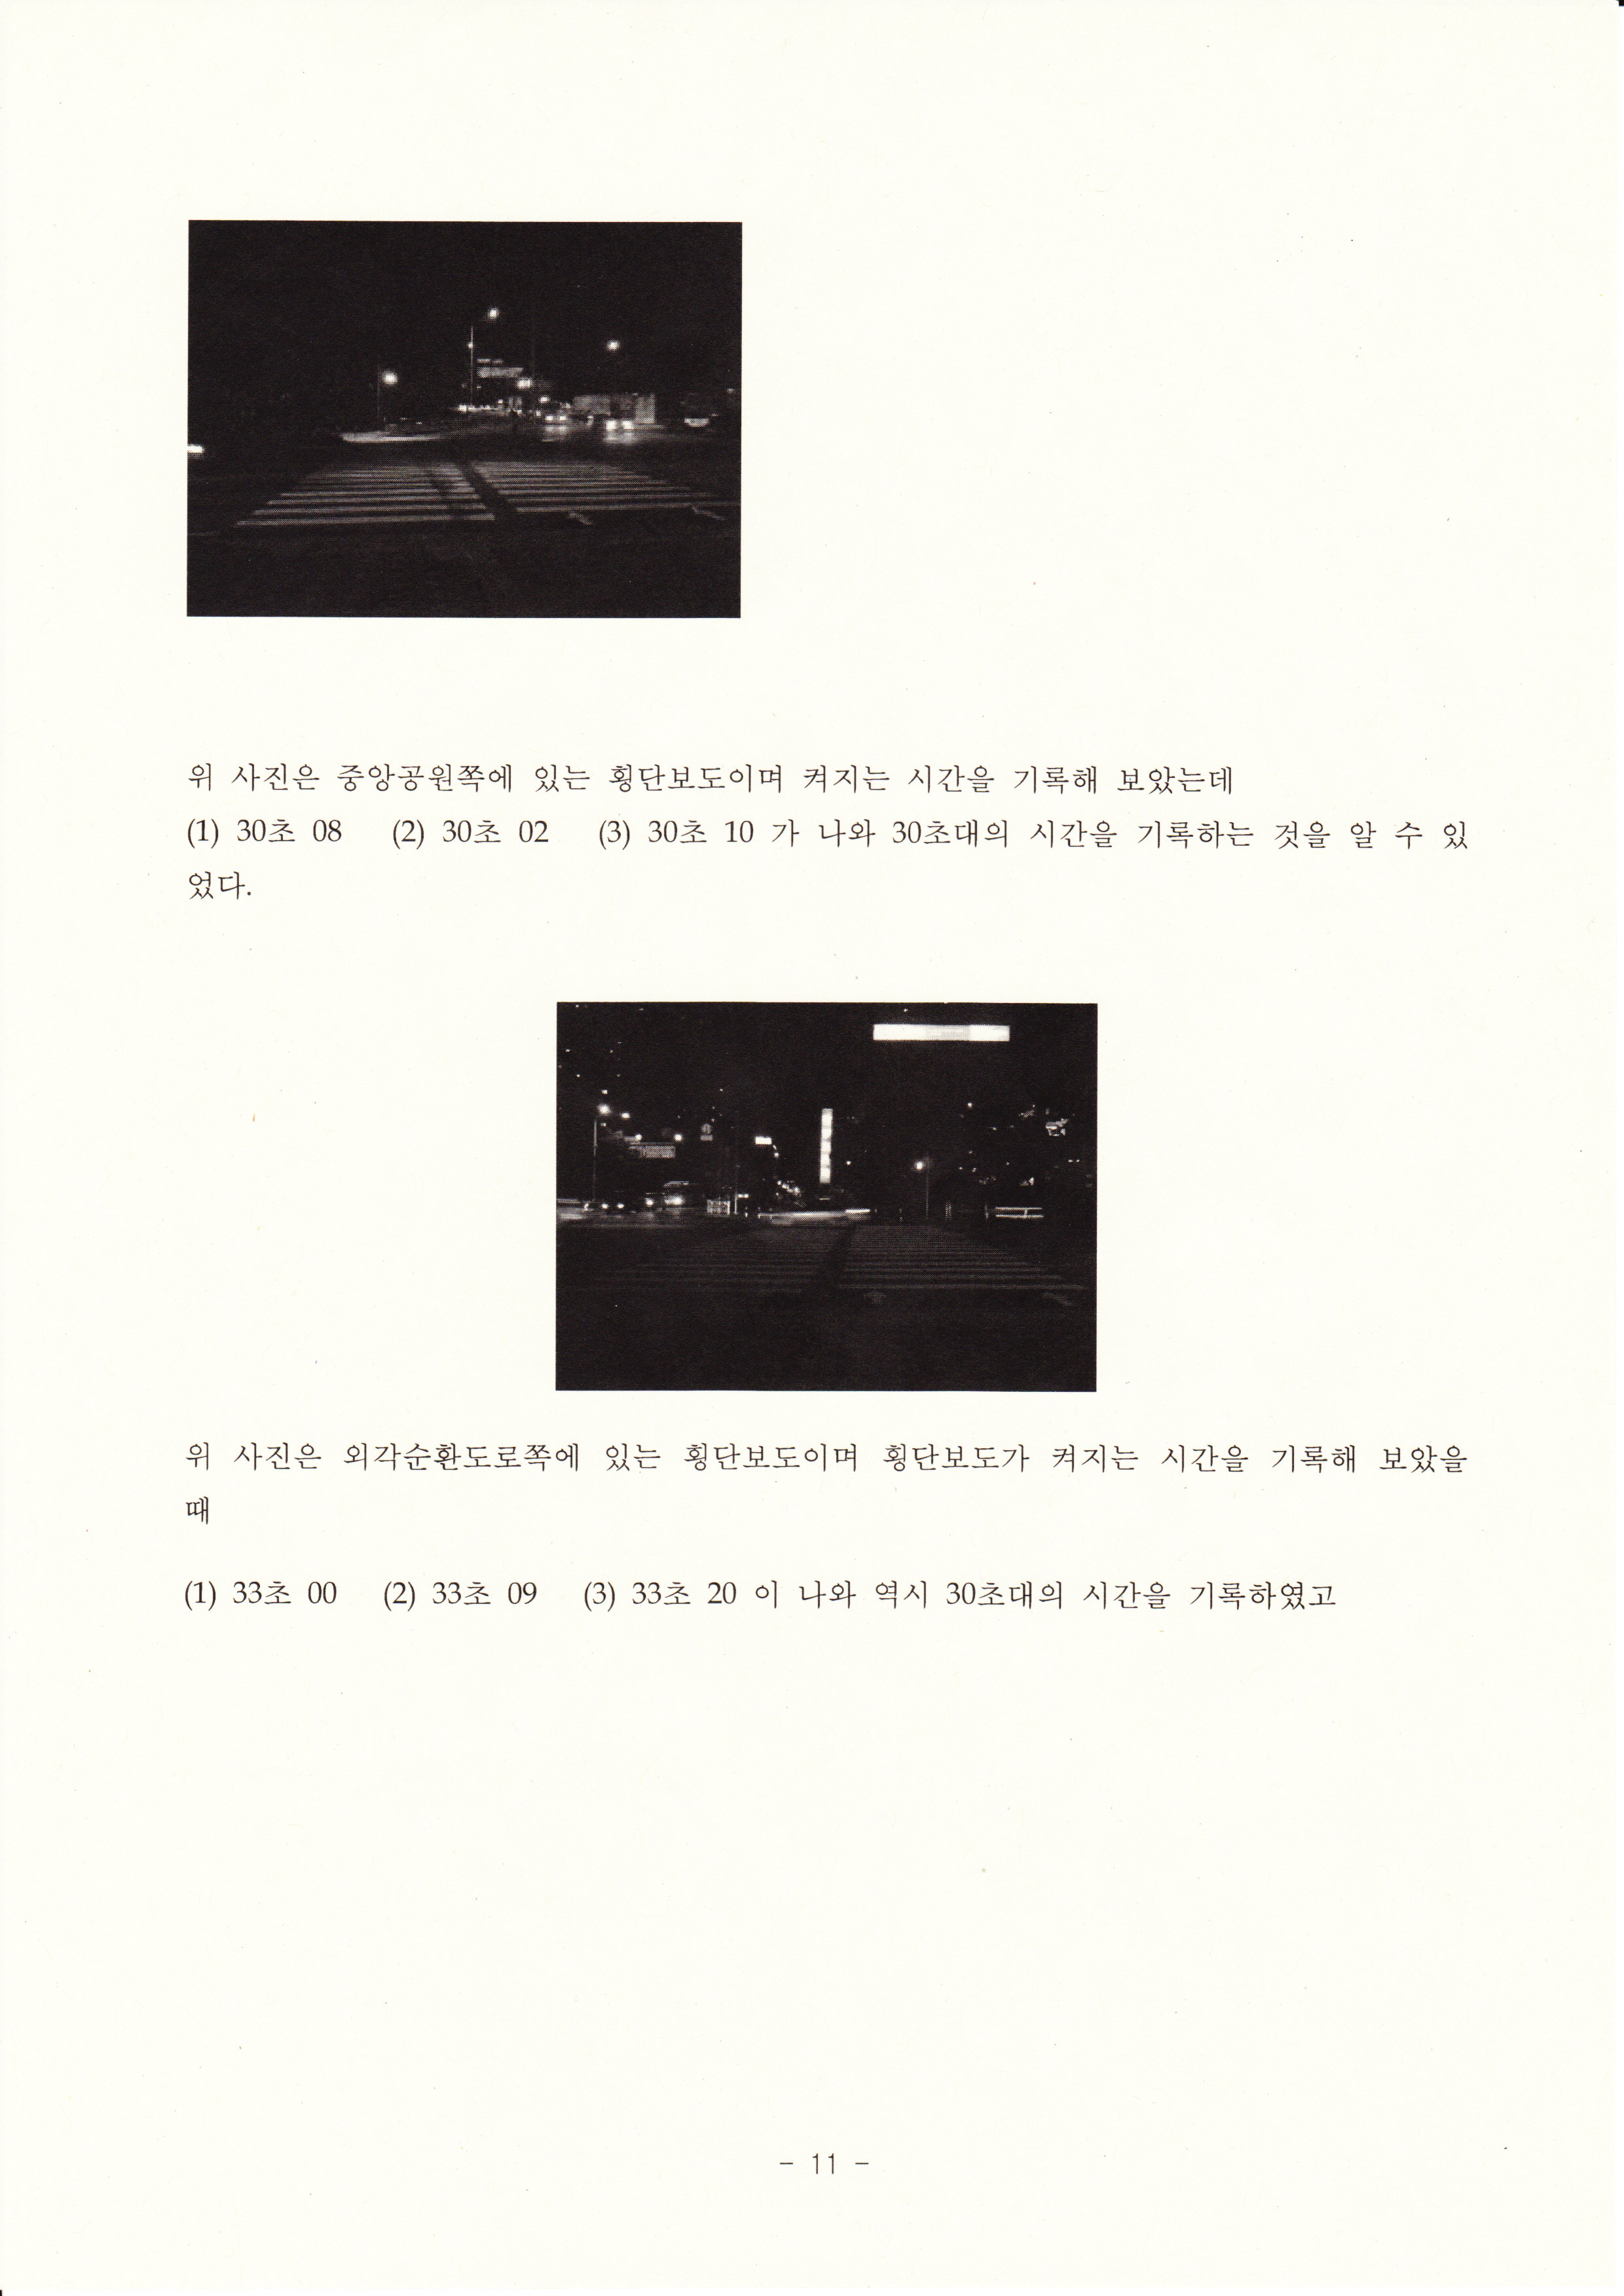 위 사진은 중앙공원쪽에 있는 횡단보도이며 켜지는 시간을 기록해 보았는데
(1) 30초 08 (2) 30초 02 (3) 30초 10 가 나와 30초대의 시간을 기록하는 것을 알 수 있
었다.
위 사진은 외각순환도로쪽에 있는 횡단보도이며 횡단보도가 켜지는 시간을 기록해 보았을
때
(1) 33초 00 (2) 33초 09 (3) 33초 20 이 나와 역시 30초대의 시간을 기록하였고
- 11 -